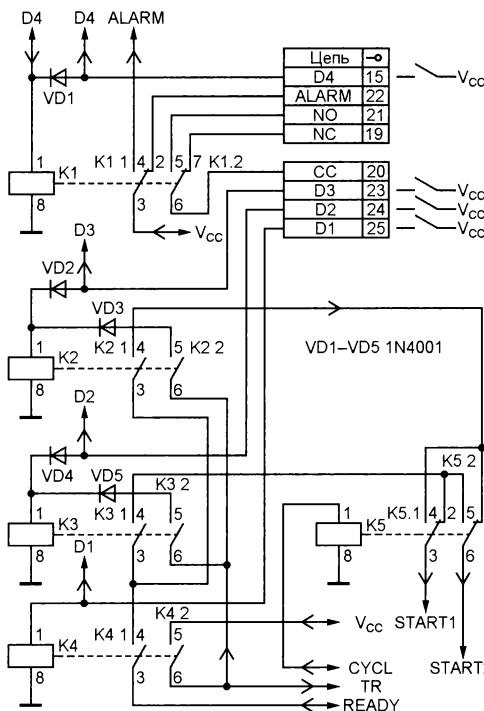 D4 D4 ALARM
Цепь
D4 15 Vcc
ALARM 22
NO 21
NC 19
VD1
1 K1 K1 1 4 2 5 7 K1.2
8 3 6
Vcc
CC 20
D3 23 Vcc
D2 24 Vcc
D1 25 Vcc
D3
VD2
VD3
1 K2 K2 1 4 5 K2 2
8 3 6
VD1–VD5 1N4001
D2
VD4 VD5
K3 2
K3 K3 1 4 5
1
8 3 6
D1
K5 2
1 K5 K5.1 4 2 5
8 3 6
K4 2
1 K4 K4 1 4 5
8 3 6
Vcc START1
CYCL START2
TR
READY